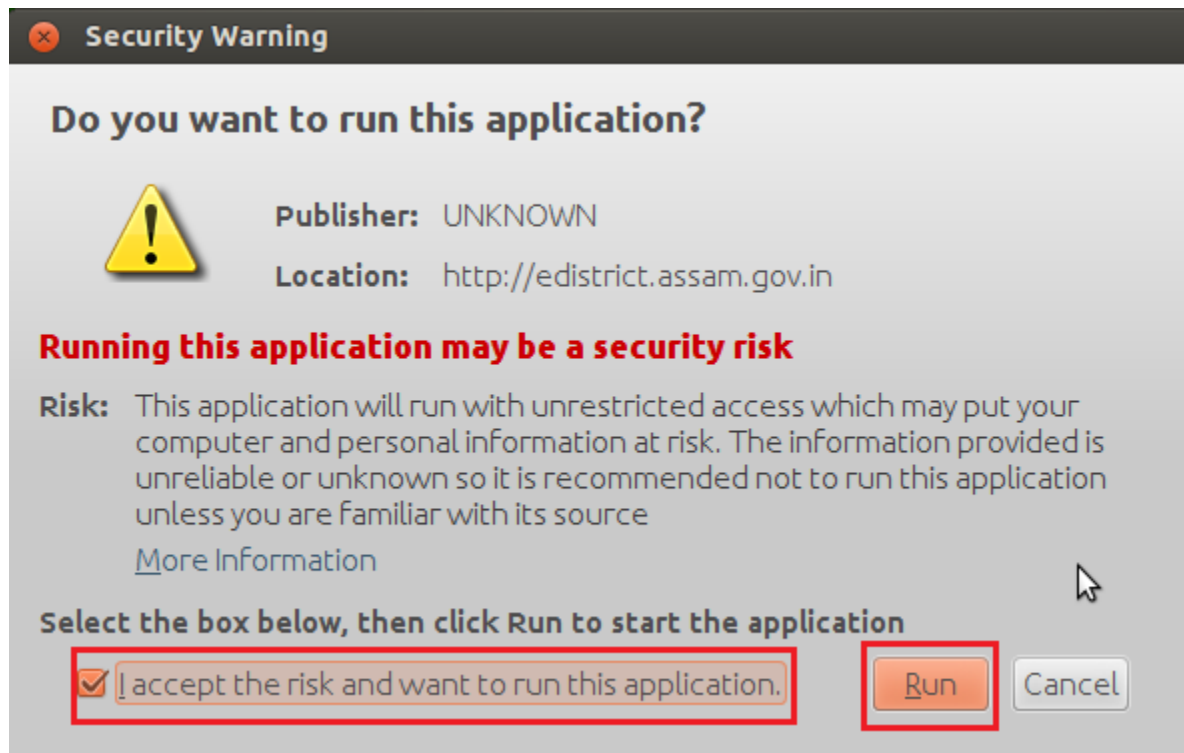 Security Warning
Do you want to run this application?
Publisher: UNKNOWN
Location: http://edistrict.assam.gov.in
Running this application may be a security risk
Risk: This application will run with unrestricted access which may put your
computer and personal information at risk. The information provided is
unreliable or unknown so it is recommended not to run this application
unless you are familiar with its source
More Information
Select the box below, then click Run to start the application
I accept the risk and want to run this application. Run Cancel